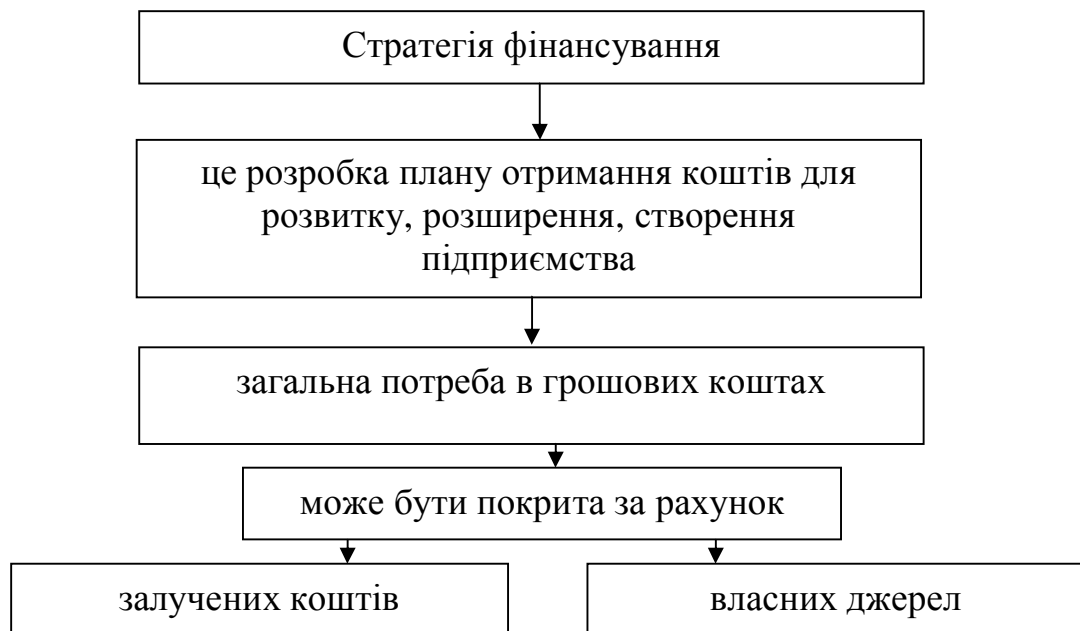 Стратегія фінансування
це розробка плану отримання коштів для
розвитку, розширення, створення
підприємства
загальна потреба в грошових коштах
може бути покрита за рахунок
залучених коштів
власних джерел